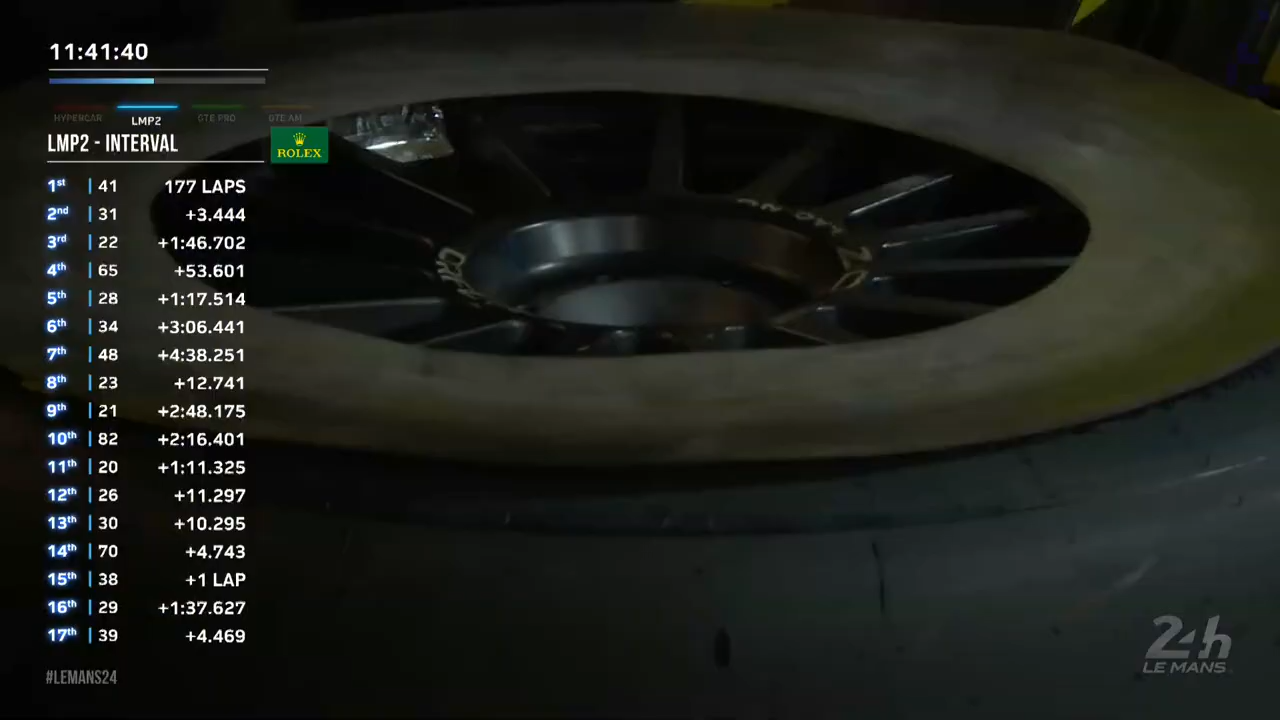 11:41:40
HYPERCAR LMP2 GTE PRO GTE AM
LMP2 - INTERVAL
ROLEX
1st 41 177 LAPS
2nd 31 +3.444
3rd 22 +1:46.702
4th 65 +53.601
5th 28 +1:17.514
6th 34 +3:06.441
7th 48 +4:38.251
8th 23 +12.741
9th 21 +2:48.175
10th 82 +2:16.401
11th 20 +1:11.325
12th 26 +11.297
13th 30 +10.295
14th 70 +4.743
15th 38 +1 LAP
16th 29 +1:37.627
17th 39 +4.469
#LEMANS24
24h
LE MANS